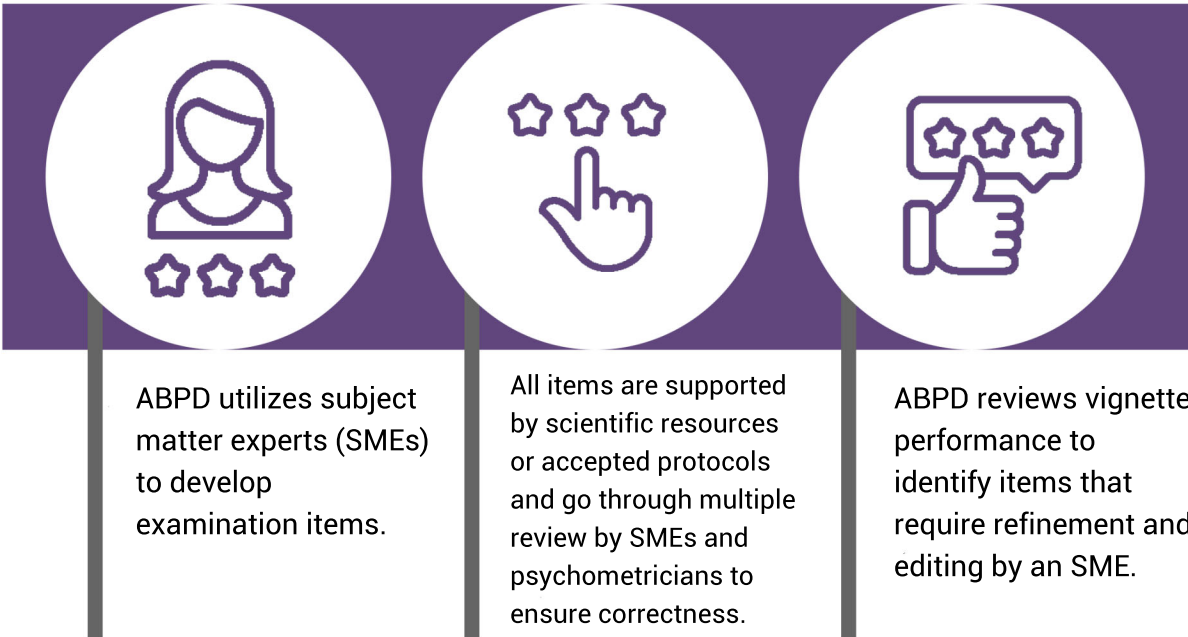 ABPD utilizes subject
matter experts (SMEs)
to develop
examination items.
All items are supported
by scientific resources
or accepted protocols
and go through multiple
review by SMEs and
psychometricians to
ensure correctness.
ABPD reviews vignette
performance to
identify items that
require refinement and
editing by an SME.